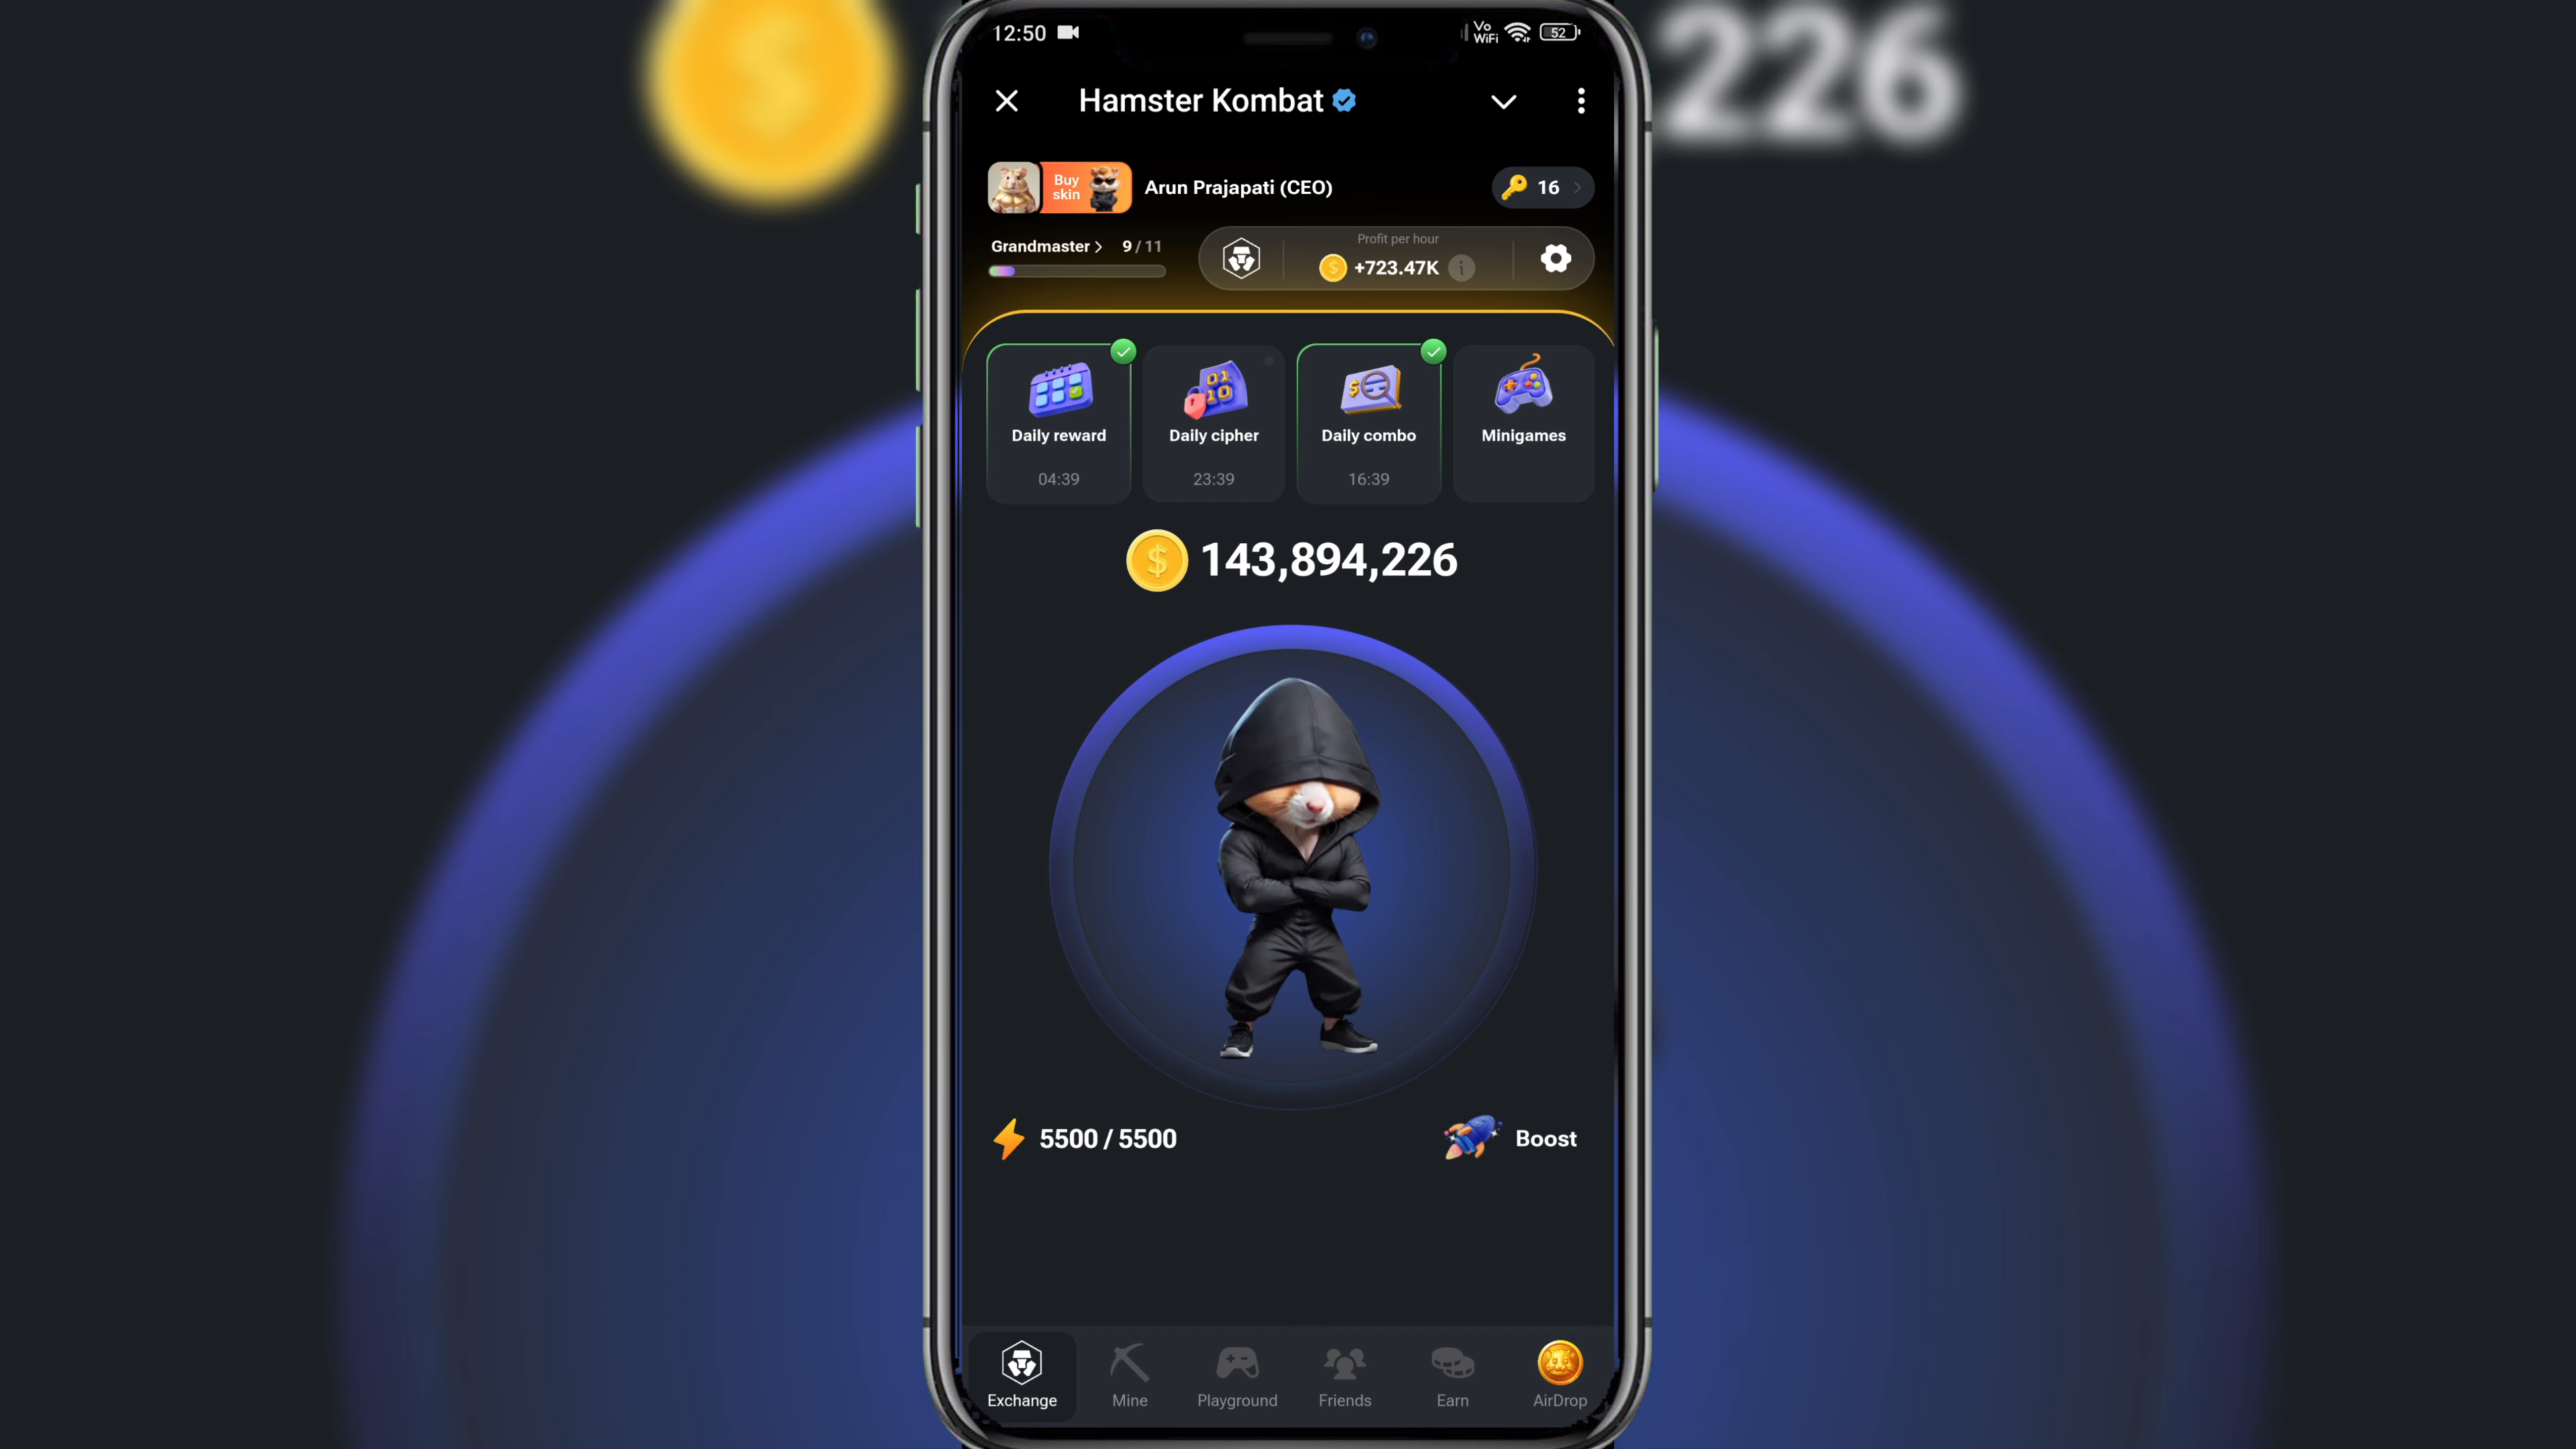 226
12:50
Vo
WiFi
52
Hamster Kombat
Buy
skin
Arun Prajapati (CEO)
16
Grandmaster > 9 / 11
Profit per hour
$ +723.47K i
Daily reward
04:39
01
10
Daily cipher
23:39
Daily combo
16:39
Minigames
$ 143,894,226
5500 / 5500
Boost
Exchange
Mine
Playground
Friends
Earn
AirDrop